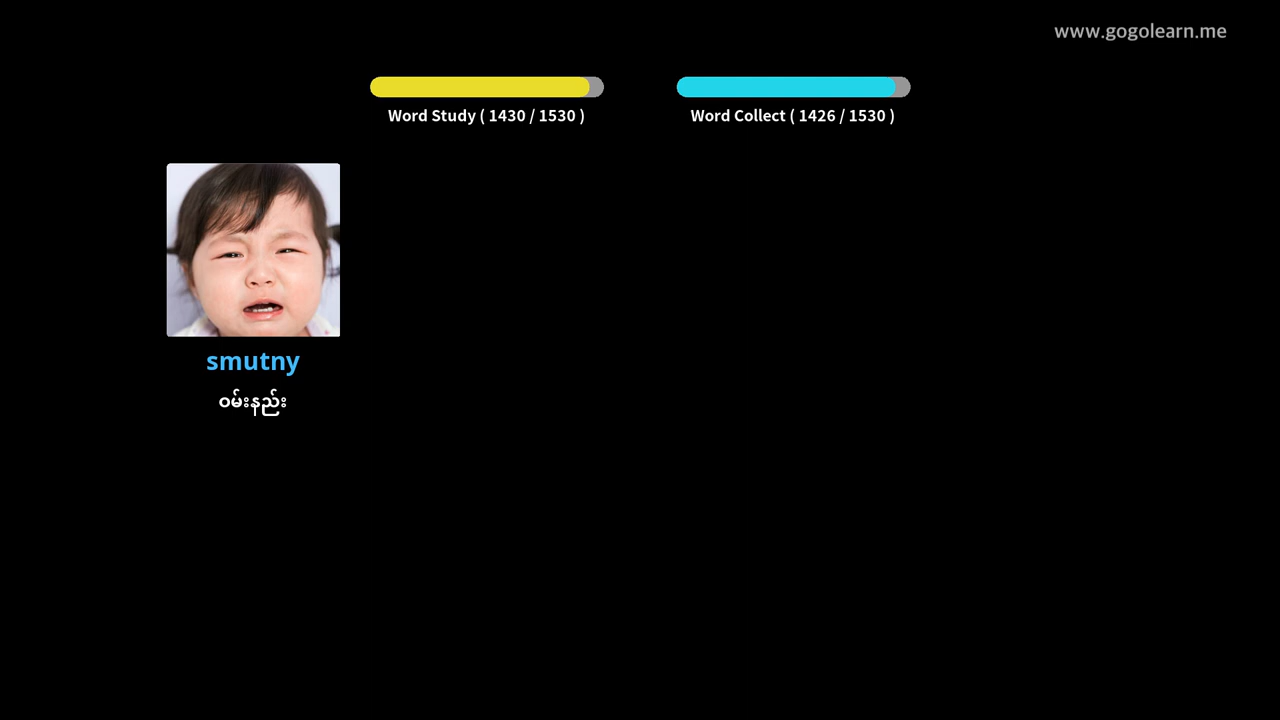 www.gogolearn.me
Word Study ( 1430 / 1530 )
Word Collect ( 1426 / 1530 )
smutny
ဝမ်းနည်း